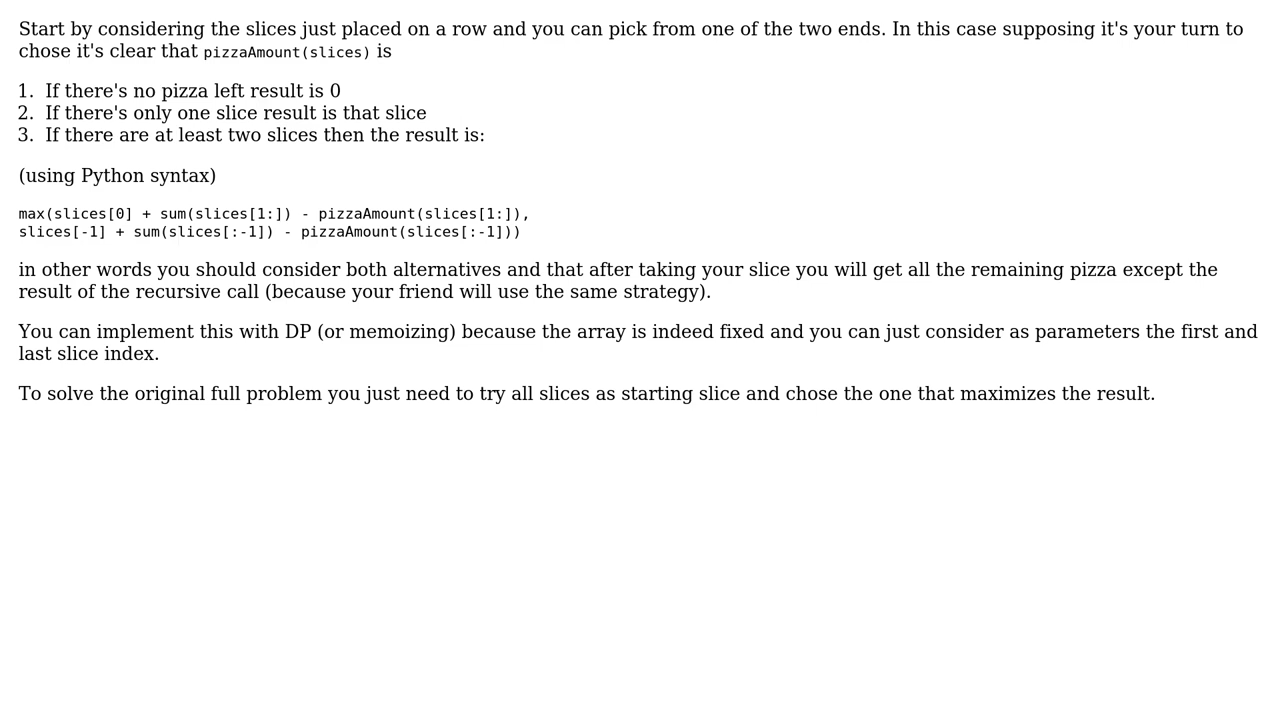 Start by considering the slices just placed on a row and you can pick from one of the two ends. In this case supposing it's your turn to
chose it's clear that pizzaAmount(slices) is
1. If there's no pizza left result is 0
2. If there's only one slice result is that slice
3. If there are at least two slices then the result is:
(using Python syntax)
max(slices[0] + sum(slices[1:]) - pizzaAmount(slices[1:]),
slices[-1] + sum(slices[:-1]) - pizzaAmount(slices[:-1]))
in other words you should consider both alternatives and that after taking your slice you will get all the remaining pizza except the
result of the recursive call (because your friend will use the same strategy).
You can implement this with DP (or memoizing) because the array is indeed fixed and you can just consider as parameters the first and
last slice index.
To solve the original full problem you just need to try all slices as starting slice and chose the one that maximizes the result.